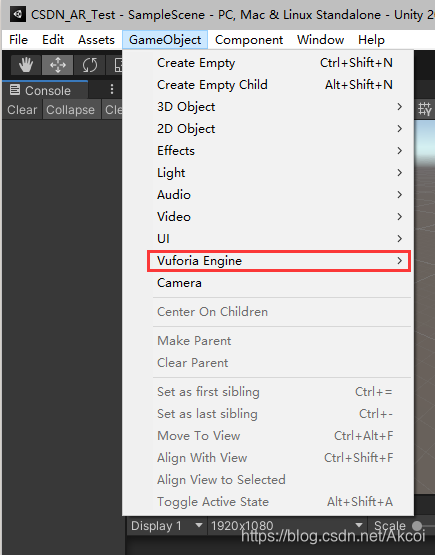 CSDN_AR_Test - SampleScene - PC, Mac & Linux Standalone - Unity 20
File Edit Assets GameObject Component Window Help
Console
Clear Collapse
Create Empty Ctrl+Shift+N
Create Empty Child Alt+Shift+N
3D Object
2D Object
Effects
Light
Audio
Video
UI
Vuforia Engine
Camera
Center On Children
Make Parent
Clear Parent
Set as first sibling Ctrl+=
Set as last sibling Ctrl+-
Move To View Ctrl+Alt+F
Align With View Ctrl+Shift+F
Align View to Selected
Toggle Active State Alt+Shift+A
Display 1 1920x1080 Scale
https://blog.csdn.net/Akcoi